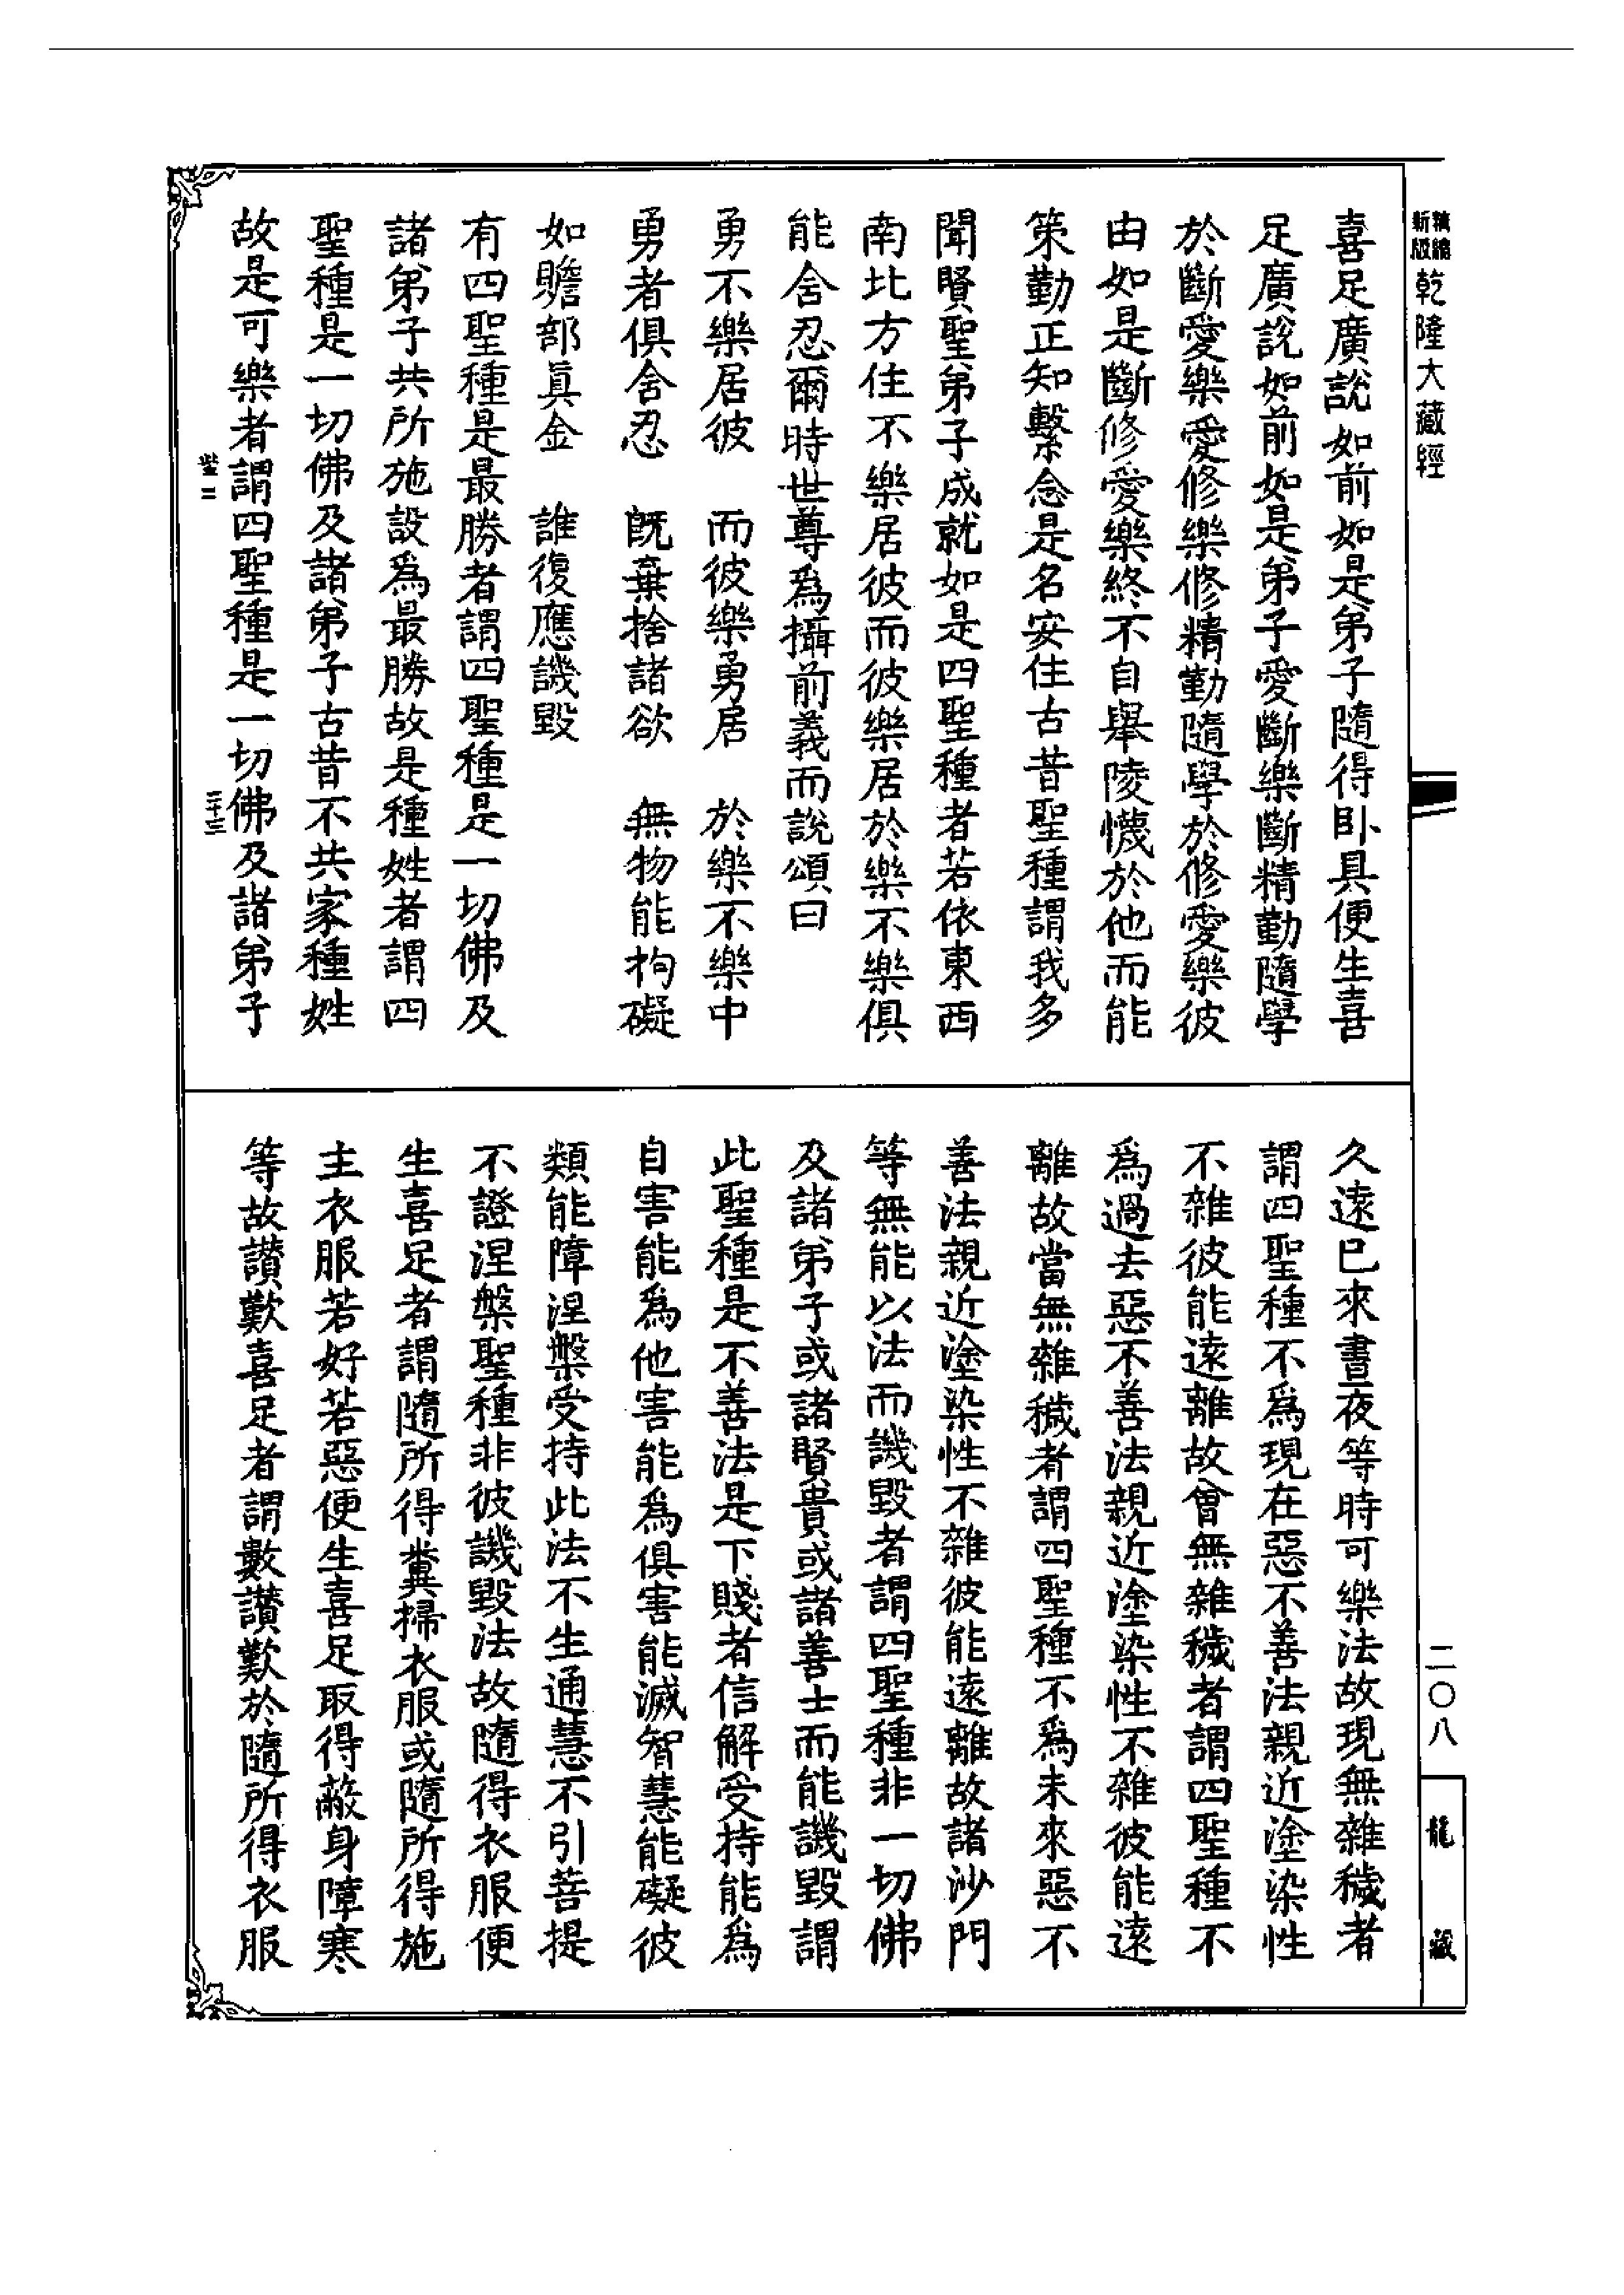 精縮新版乾隆大藏經
喜足廣說如前如是弟子隨得卧具便生喜
足廣說如前如是弟子愛斷樂斷精勤隨學
於斷愛樂愛修樂修精勤隨學於修愛樂彼
由如是斷修愛樂終不自舉陵懱於他而能
策勤正知繫念是名安住古昔聖種謂我多
聞賢聖弟子成就如是四聖種者若依東西
南北方住不樂居彼而彼樂居於樂不樂俱
能舍忍爾時世尊爲攝前義而說頌曰
勇不樂居彼　而彼樂勇居　於樂不樂中
勇者俱舍忍　既棄捨諸欲　無物能拘礙
如贍部眞金　誰復應譏毀
有四聖種是最勝者謂四聖種是一切佛及
諸弟子共所施設爲最勝故是種姓者謂四
聖種是一切佛及諸弟子古昔不共家種姓
故是可樂者謂四聖種是一切佛及諸弟子
二　二十三
久遠已來晝夜等時可樂法故現無雜穢者
謂四聖種不爲現在惡不善法親近塗染性
不雜彼能遠離故曾無雜穢者謂四聖種不
爲過去惡不善法親近塗染性不雜彼能遠
離故當無雜穢者謂四聖種不爲未來惡不
善法親近塗染性不雜彼能遠離故諸沙門
等無能以法而譏毀者謂四聖種非一切佛
及諸弟子或諸賢貴或諸善士而能譏毀謂
此聖種是不善法是下賤者信解受持能爲
自害能爲他害能爲俱害能滅智慧能礙彼
類能障涅槃受持此法不生通慧不引菩提
不證涅槃聖種非彼譏毀法故隨得衣服便
生喜足者謂隨所得糞掃衣服或隨所得施
主衣服若好若惡便生喜足取得蔽身障寒
等故讚歎喜足者謂數讚歎於隨所得衣服
二〇八
龍藏